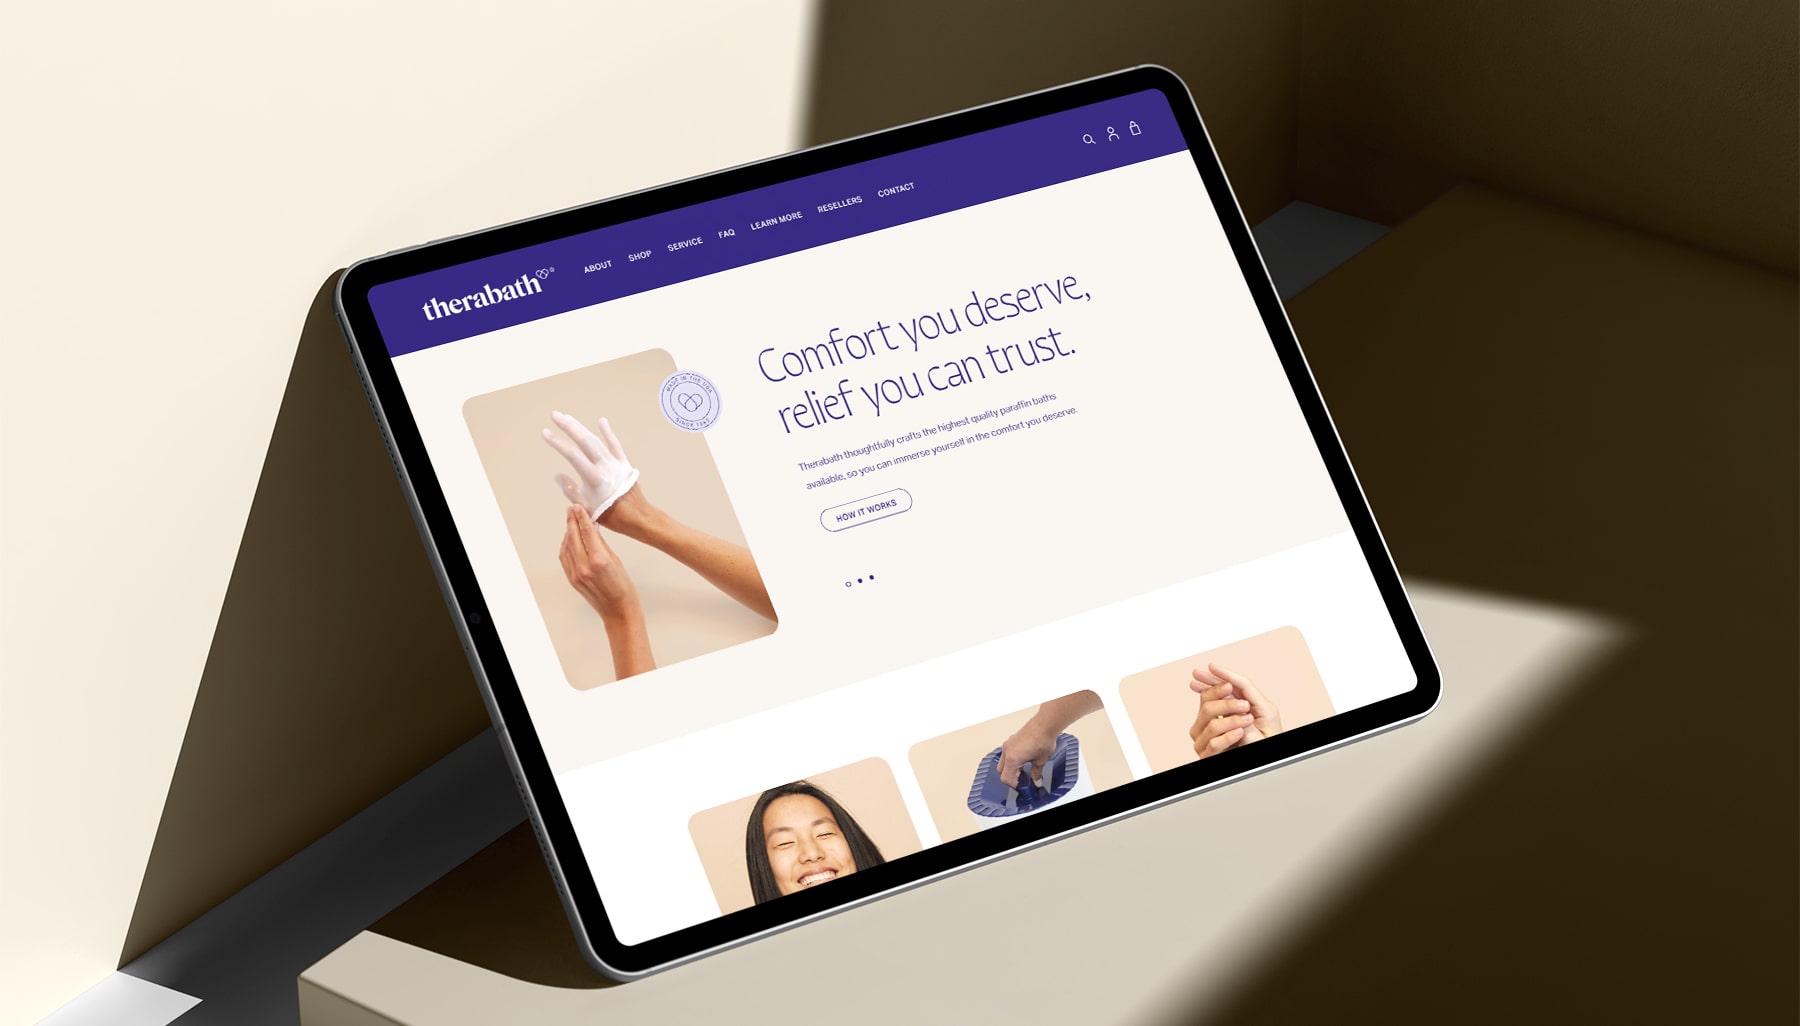 therabath
ABOUT
SHOP
SERVICE
FAQ
LEARN MORE
RESELLERS
CONTACT
MADE IN THE USA
SINCE 1962
Comfort you deserve,
relief you can trust.
Therabath thoughtfully crafts the highest quality paraffin baths
available, so you can immerse yourself in the comfort you deserve.
HOW IT WORKS